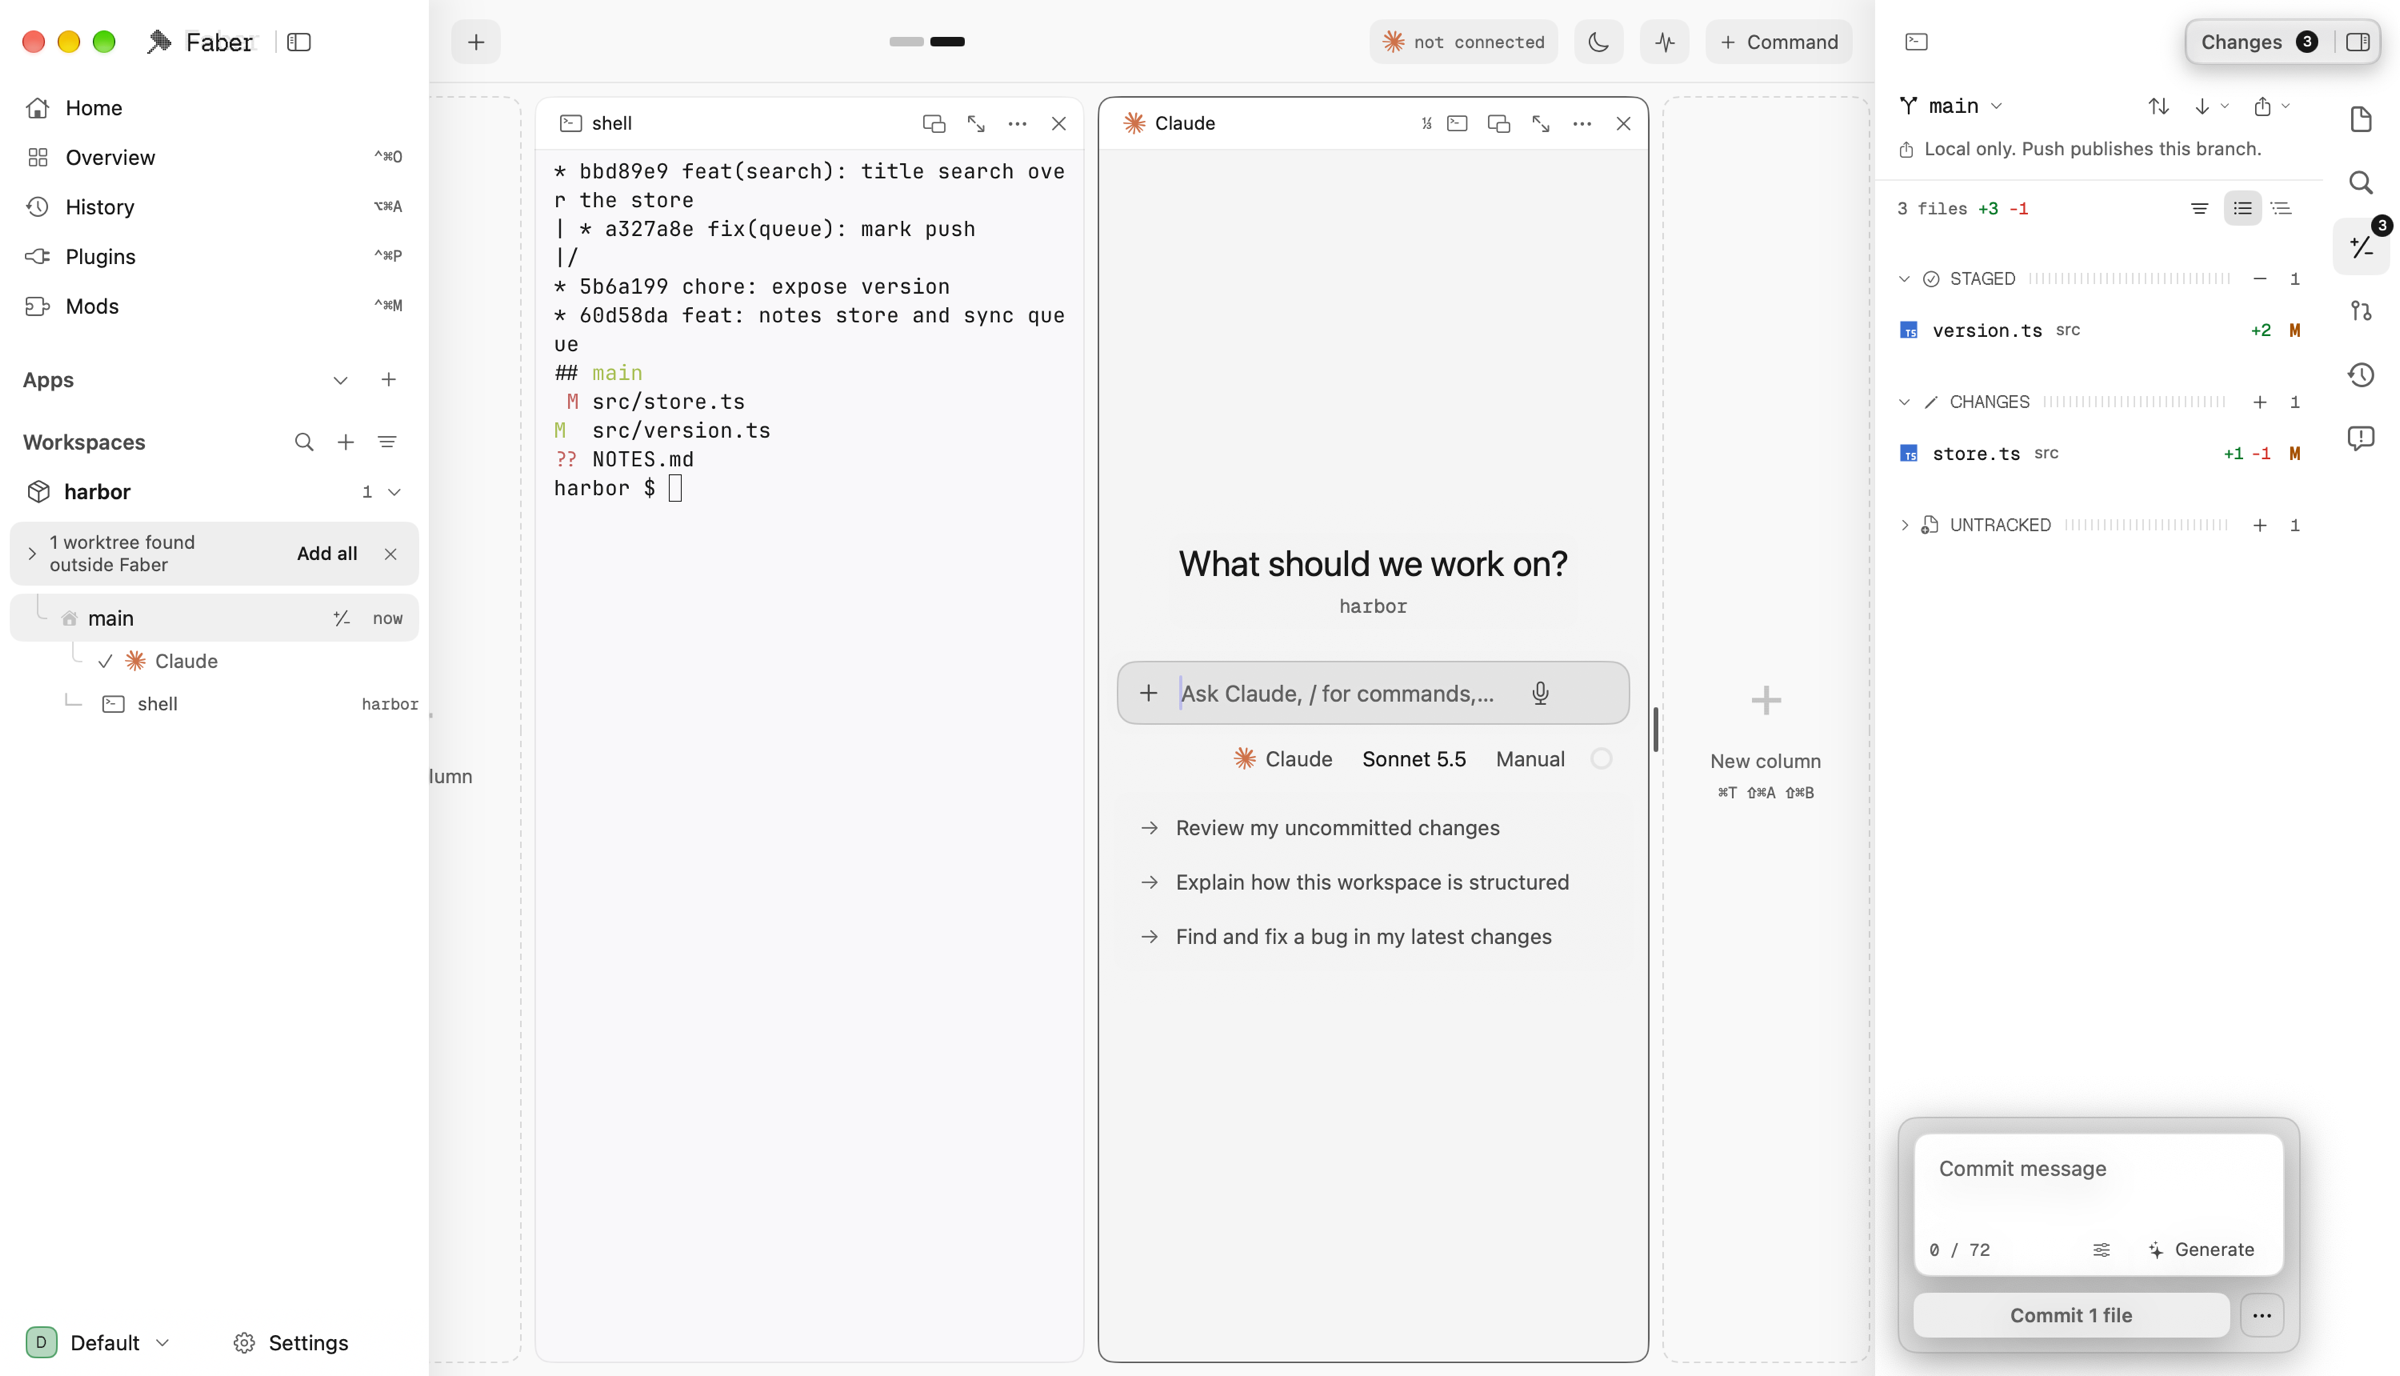 Faber
Home
Overview ^⌘O
History ⌥⌘A
Plugins ^⌘P
Mods ^⌘M
Apps
Workspaces
harbor 1
1 worktree found
outside Faber
Add all
main now
Claude
shell harbor
D Default
Settings
not connected
Command
lumn
shell
* bbd89e9 feat(search): title search ove
r the store
| * a327a8e fix(queue): mark push
|/
* 5b6a199 chore: expose version
* 60d58da feat: notes store and sync que
ue
## main
M src/store.ts
M src/version.ts
?? NOTES.md
harbor $
Claude
What should we work on?
harbor
Ask Claude, / for commands,...
Claude Sonnet 5.5 Manual
Review my uncommitted changes
Explain how this workspace is structured
Find and fix a bug in my latest changes
New column
⌘T ⇧⌘A ⇧⌘B
Changes 3
main
Local only. Push publishes this branch.
3 files +3 -1
3
STAGED 1
TS version.ts src +2 M
CHANGES 1
TS store.ts src +1 -1 M
UNTRACKED 1
Commit message
0 / 72
Generate
Commit 1 file